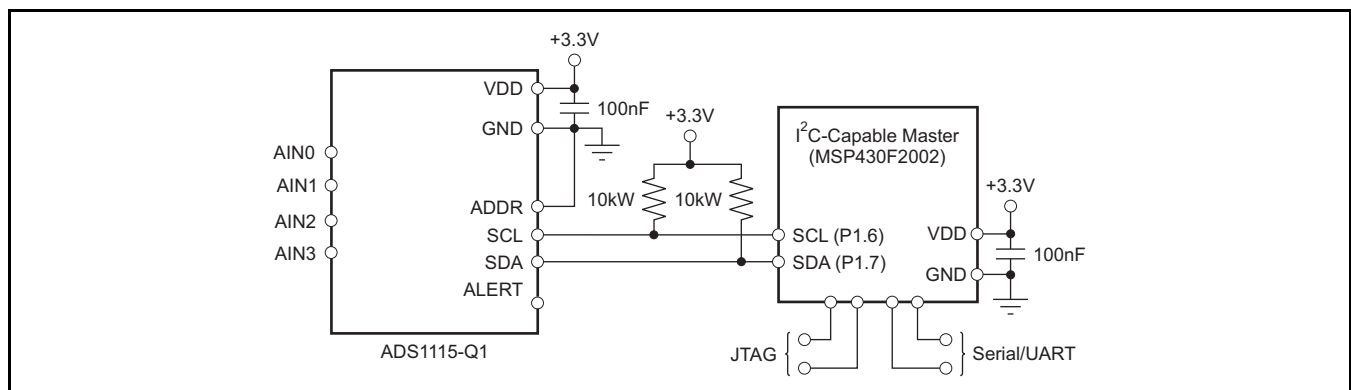 +3.3V
VDD
100nF
GND
+3.3V
I2C-Capable Master
(MSP430F2002)
AIN0
AIN1
AIN2
AIN3
+3.3V
10kW
10kW
ADDR
SCL
SCL (P1.6)
VDD
100nF
SDA
SDA (P1.7)
GND
ALERT
ADS1115-Q1
JTAG
Serial/UART